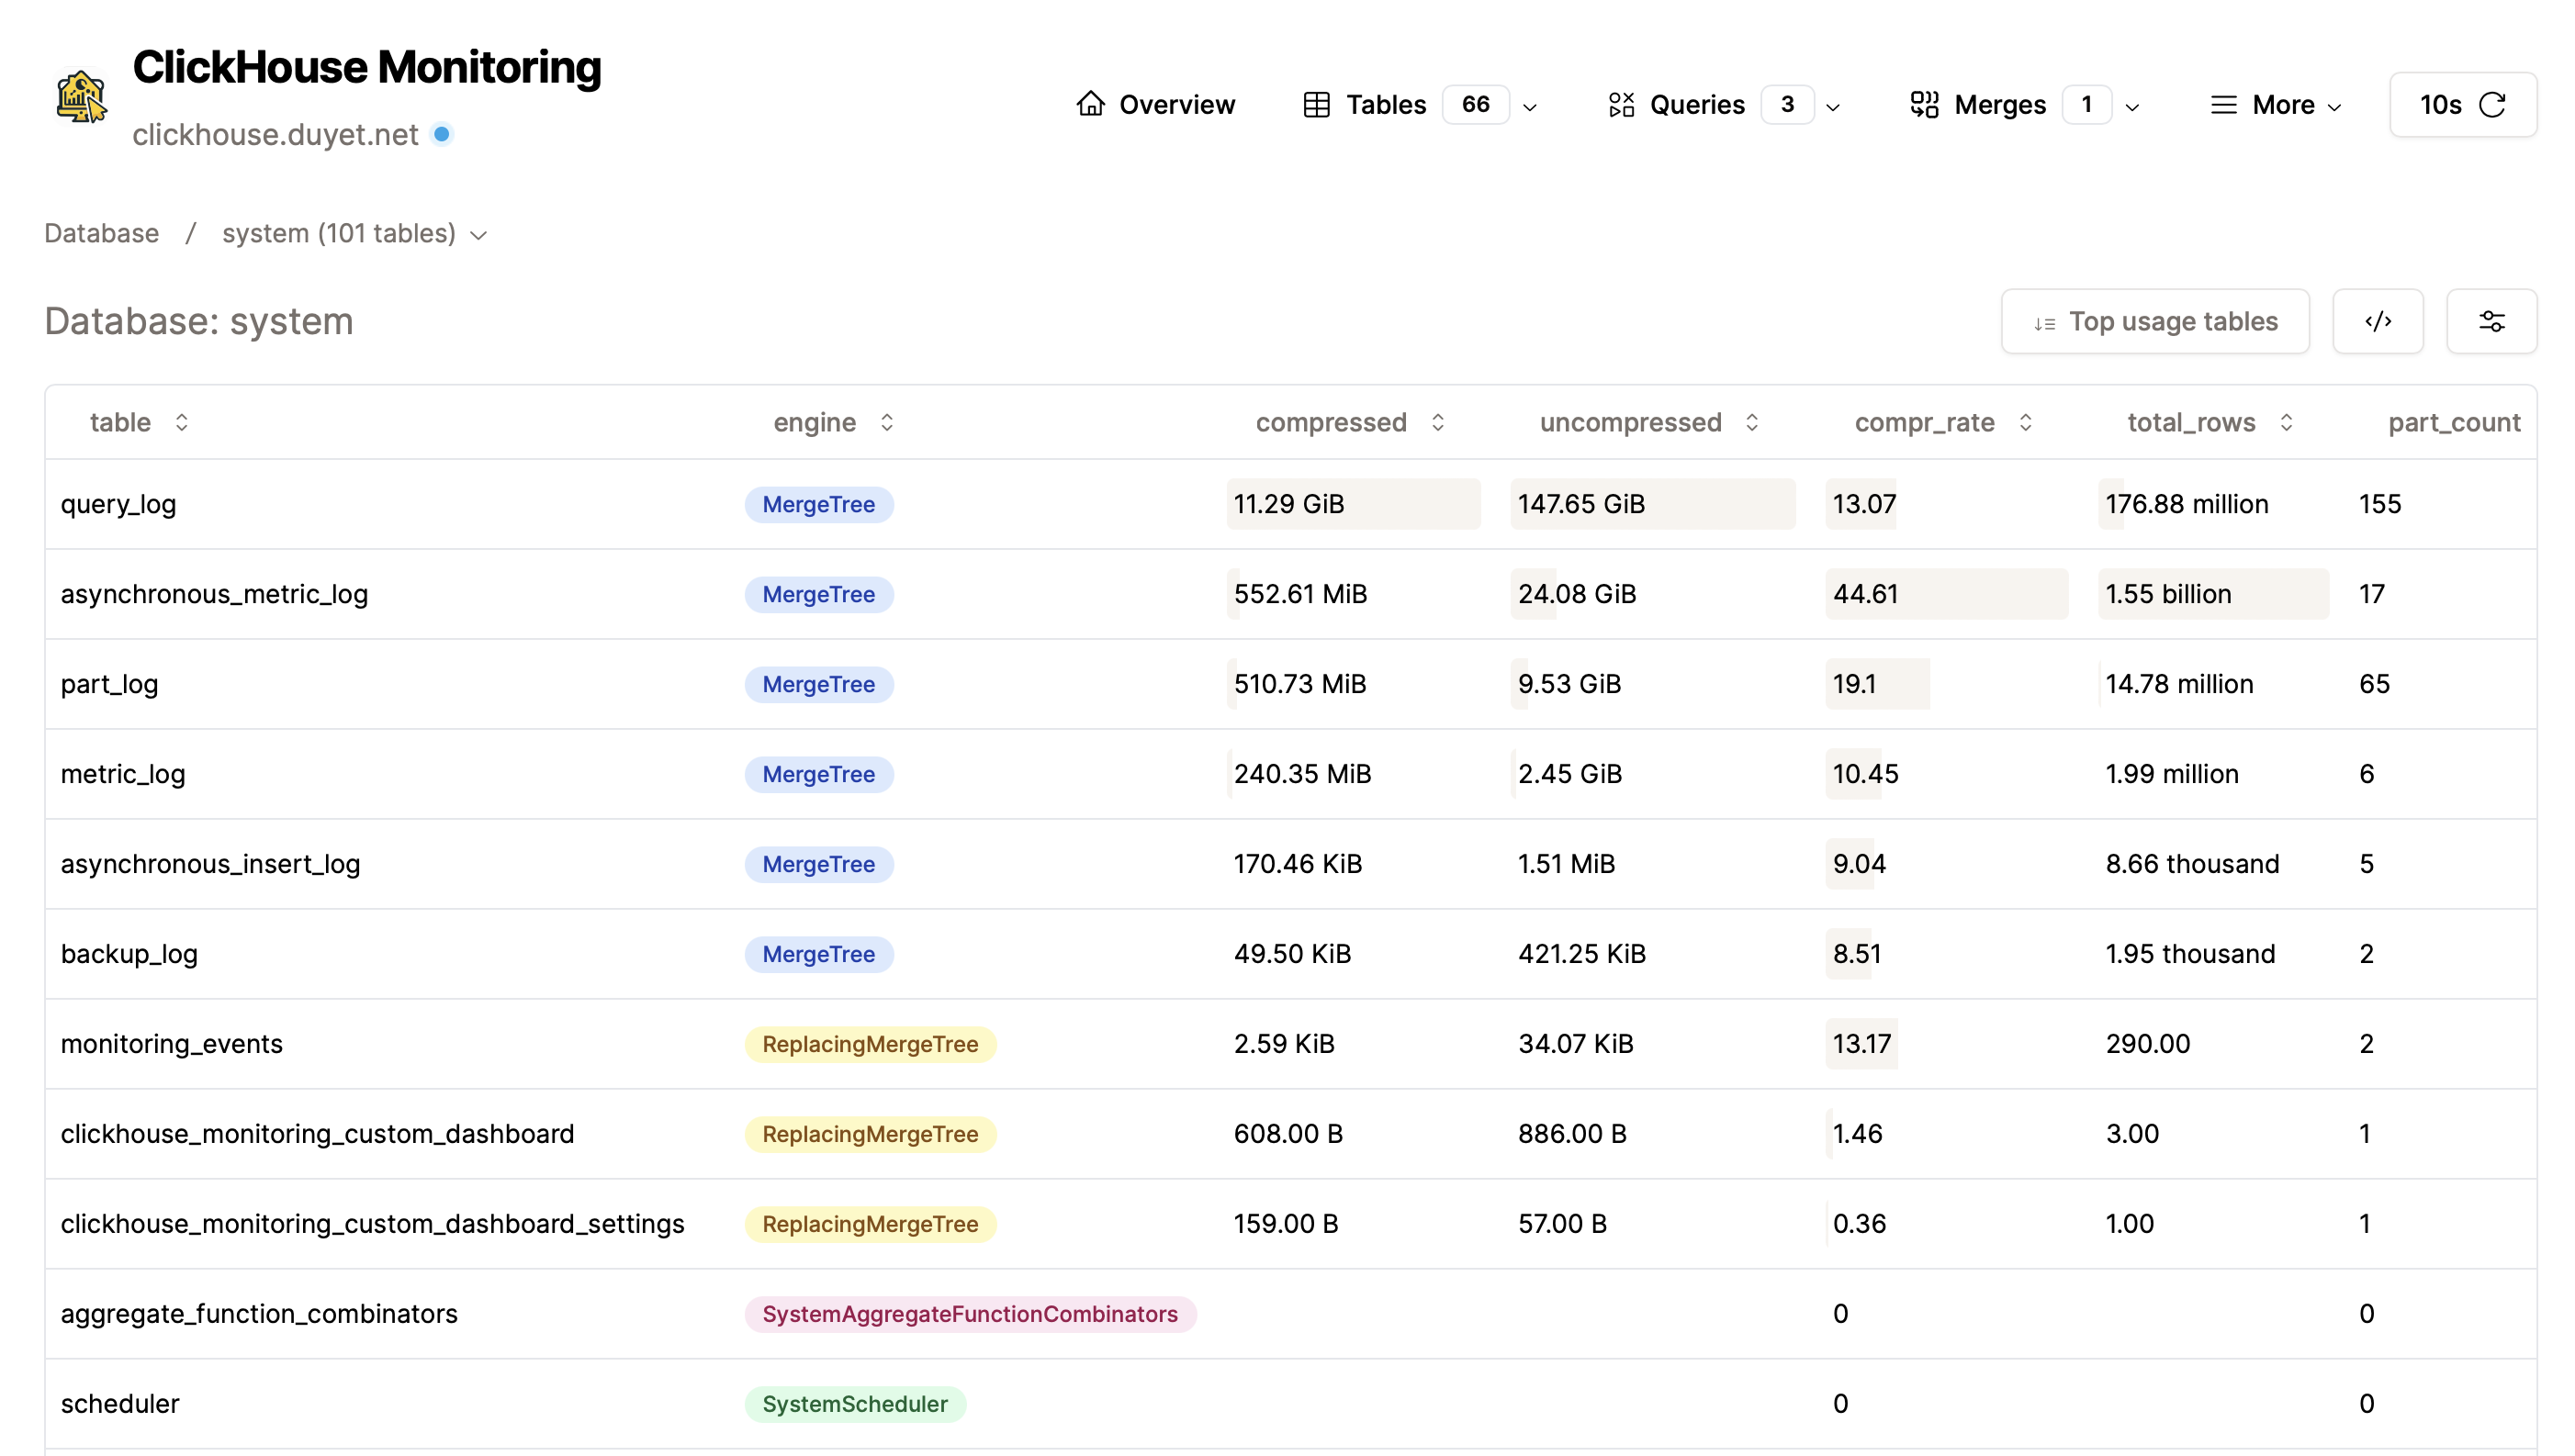 ClickHouse Monitoring
clickhouse.duyet.net
Overview
Tables 66
Queries 3
Merges 1
More
10s
Database / system (101 tables)
Database: system
Top usage tables
</>
table engine compressed uncompressed compr_rate total_rows part_count
query_log MergeTree 11.29 GiB 147.65 GiB 13.07 176.88 million 155
asynchronous_metric_log MergeTree 552.61 MiB 24.08 GiB 44.61 1.55 billion 17
part_log MergeTree 510.73 MiB 9.53 GiB 19.1 14.78 million 65
metric_log MergeTree 240.35 MiB 2.45 GiB 10.45 1.99 million 6
asynchronous_insert_log MergeTree 170.46 KiB 1.51 MiB 9.04 8.66 thousand 5
backup_log MergeTree 49.50 KiB 421.25 KiB 8.51 1.95 thousand 2
monitoring_events ReplacingMergeTree 2.59 KiB 34.07 KiB 13.17 290.00 2
clickhouse_monitoring_custom_dashboard ReplacingMergeTree 608.00 B 886.00 B 1.46 3.00 1
clickhouse_monitoring_custom_dashboard_settings ReplacingMergeTree 159.00 B 57.00 B 0.36 1.00 1
aggregate_function_combinators SystemAggregateFunctionCombinators 0 0
scheduler SystemScheduler 0 0